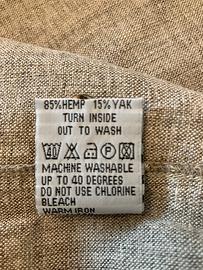 85%HEMP 15%YAK
TURN INSIDE
OUT TO WASH
40
MACHINE WASHABLE
UP TO 40 DEGREES
DO NOT USE CHLORINE
BLEACH
WARM IRON